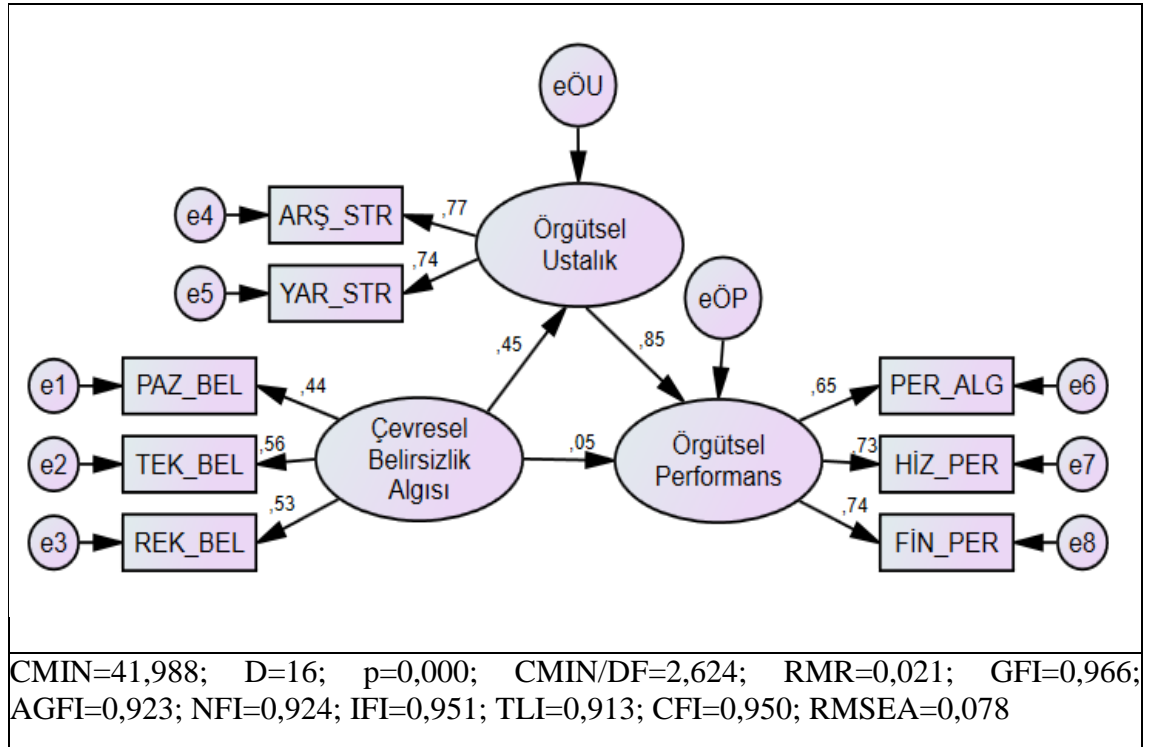 eÖU
e4
ARŞ_STR
,77
Örgütsel
Ustalık
e5
YAR_STR
,74
eÖP
,45
,85
e1
PAZ_BEL
,44
Çevresel
Belirsizlik
Algısı
e2
TEK_BEL
,56
e3
REK_BEL
,53
,05
Örgütsel
Performans
,65
PER_ALG
e6
,73
HİZ_PER
e7
,74
FİN_PER
e8
CMIN=41,988; D=16; p=0,000; CMIN/DF=2,624; RMR=0,021; GFI=0,966;
AGFI=0,923; NFI=0,924; IFI=0,951; TLI=0,913; CFI=0,950; RMSEA=0,078